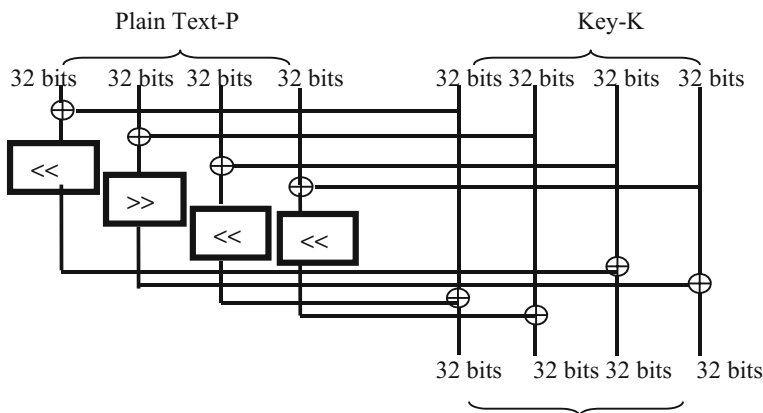 Plain Text-P Key-K
32 bits 32 bits 32 bits 32 bits 32 bits 32 bits 32 bits 32 bits
<<
>>
<< <<
32 bits 32 bits 32 bits 32 bits